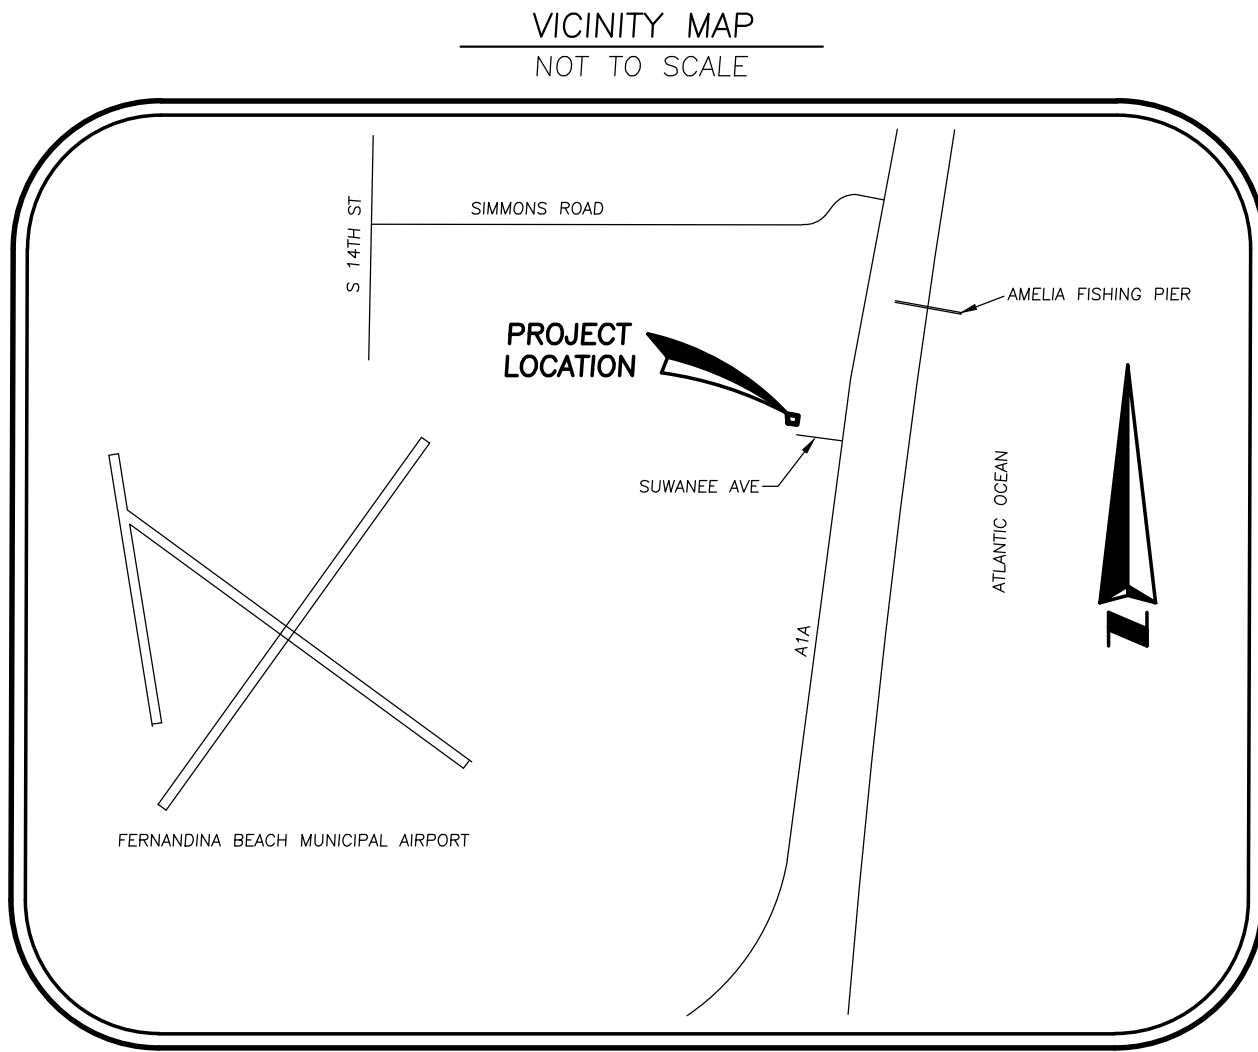 VICINITY MAP
NOT TO SCALE
S 14TH ST
SIMMONS ROAD
AMELIA FISHING PIER
PROJECT
LOCATION
SUWANEE AVE
ATLANTIC OCEAN
N
A1A
FERNANDINA BEACH MUNICIPAL AIRPORT